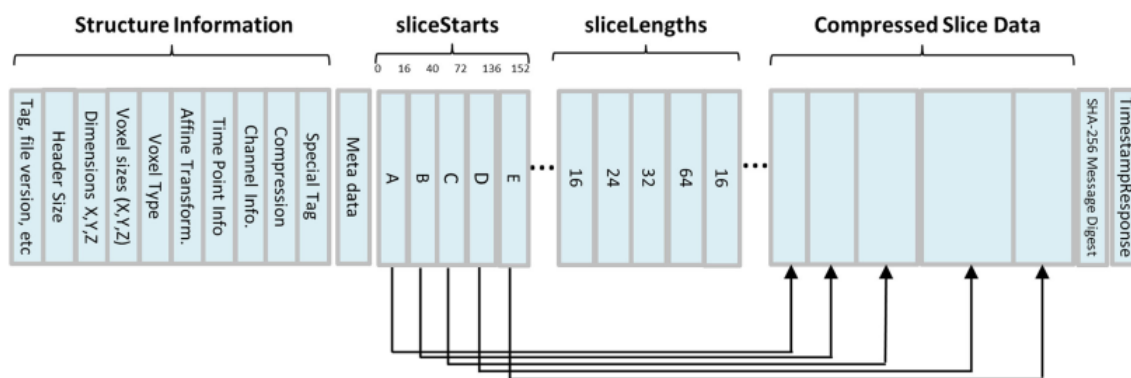 Structure Information
sliceStarts
sliceLengths
Compressed Slice Data
0 16 40 72 136 152
Tag, file version, etc
Header Size
Dimensions X,Y,Z
Voxel sizes (X,Y,Z)
Voxel Type
Affine Transform.
Time Point Info
Channel Info.
Compression
Special Tag
Meta data
A
B
C
D
E
...
16
24
32
64
16
...
SHA-256 Message Digest
TimestampResponse